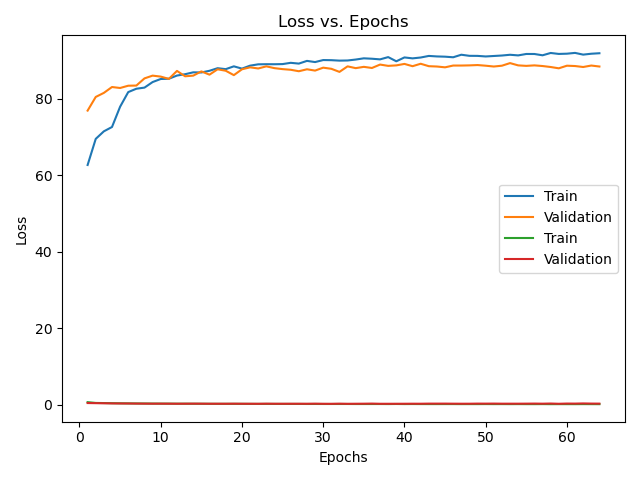 Loss vs. Epochs
Loss
80
60
40
20
0
0 10 20 30 40 50 60
Epochs
Train
Validation
Train
Validation